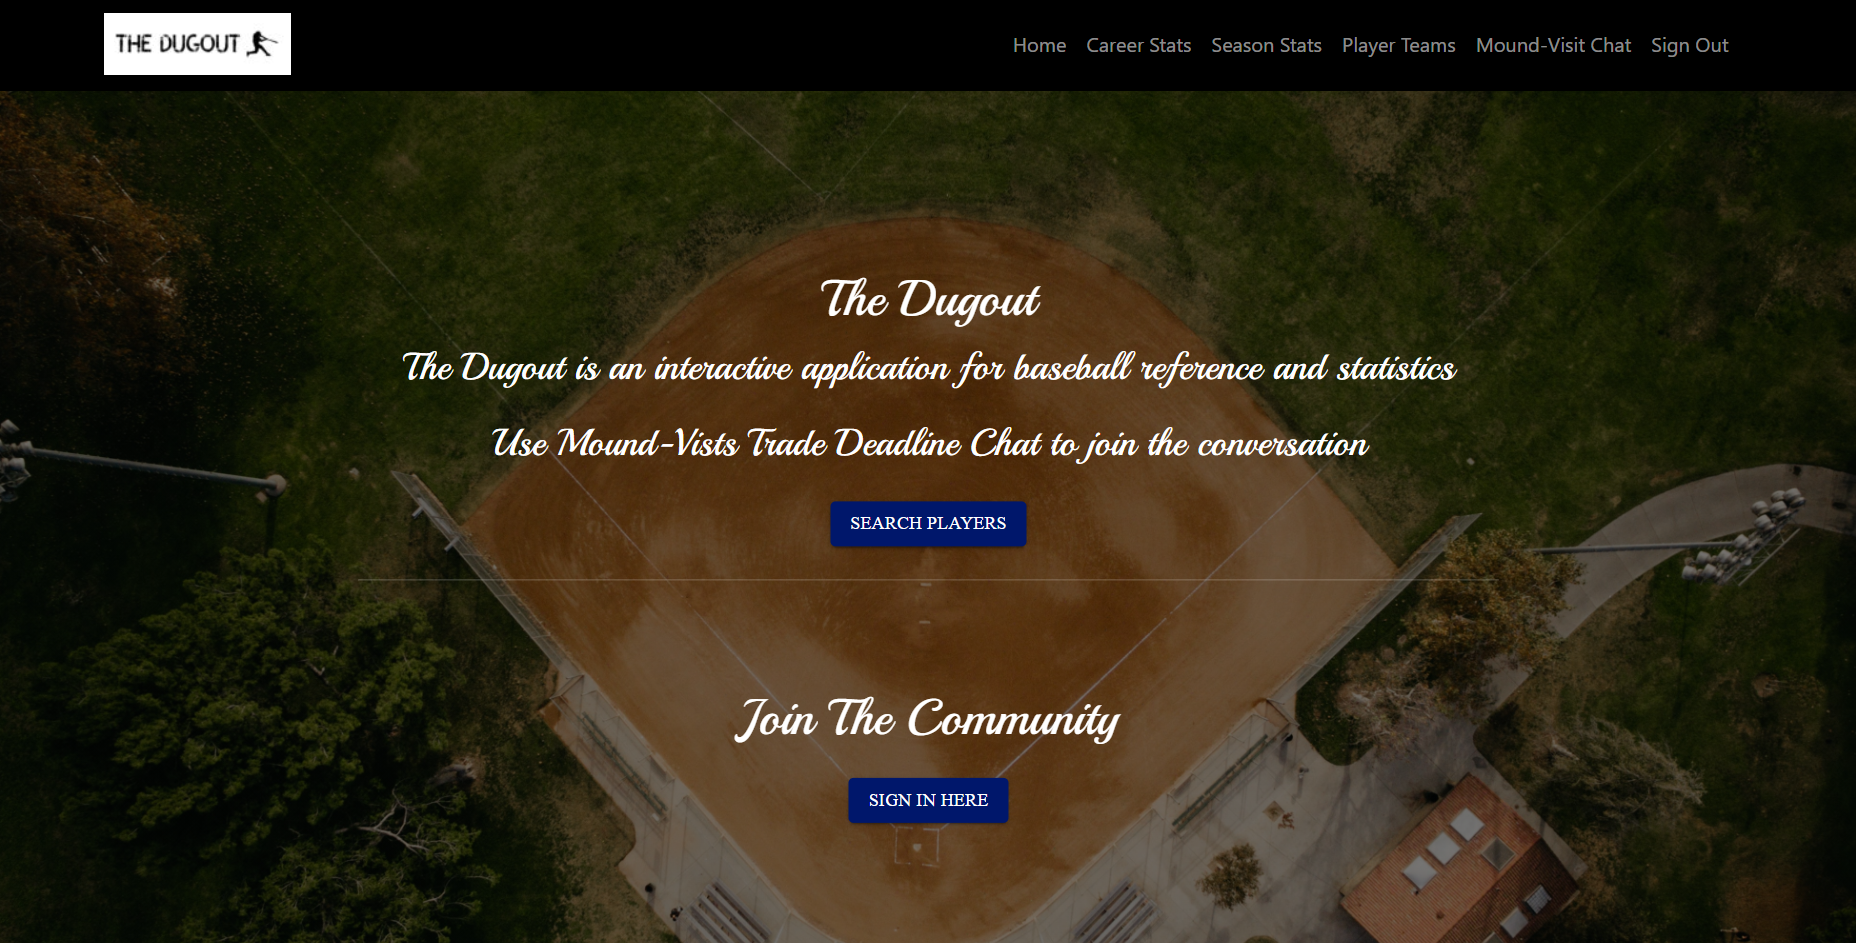 THE DUGOUT
Home Career Stats Season Stats Player Teams Mound-Visit Chat Sign Out
The Dugout
The Dugout is an interactive application for baseball reference and statistics
Use Mound-Vists Trade Deadline Chat to join the conversation
SEARCH PLAYERS
Join The Community
SIGN IN HERE